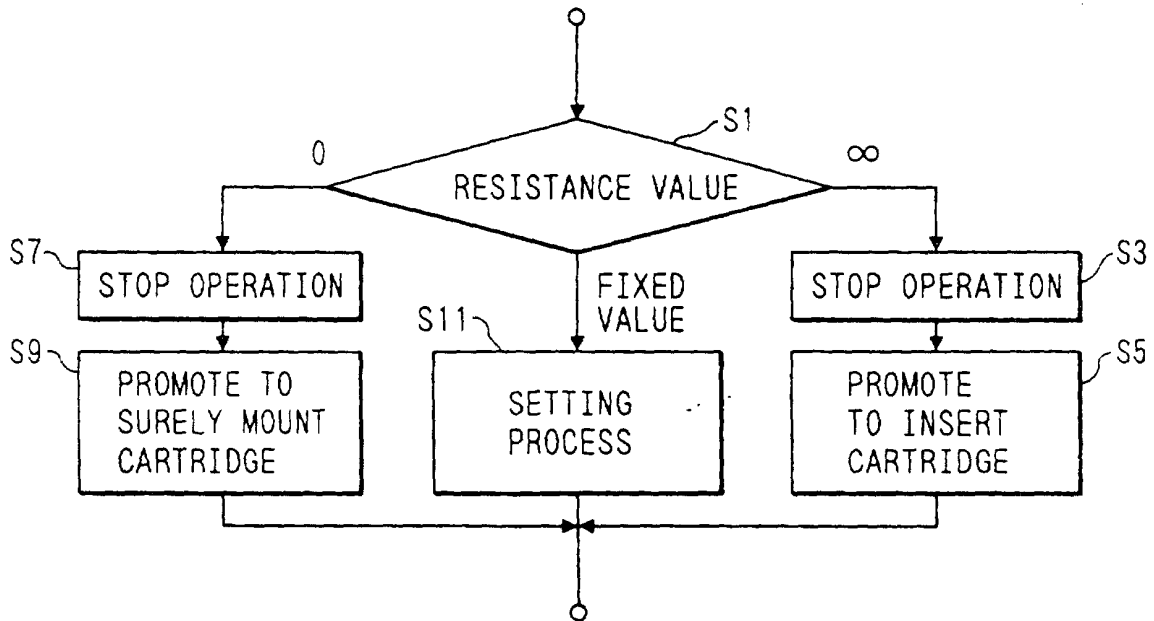 S1
0
∞
RESISTANCE VALUE
S7
STOP OPERATION
FIXED
VALUE
S3
STOP OPERATION
S9
PROMOTE TO
SURELY MOUNT
CARTRIDGE
S11
SETTING
PROCESS
S5
PROMOTE
TO INSERT
CARTRIDGE